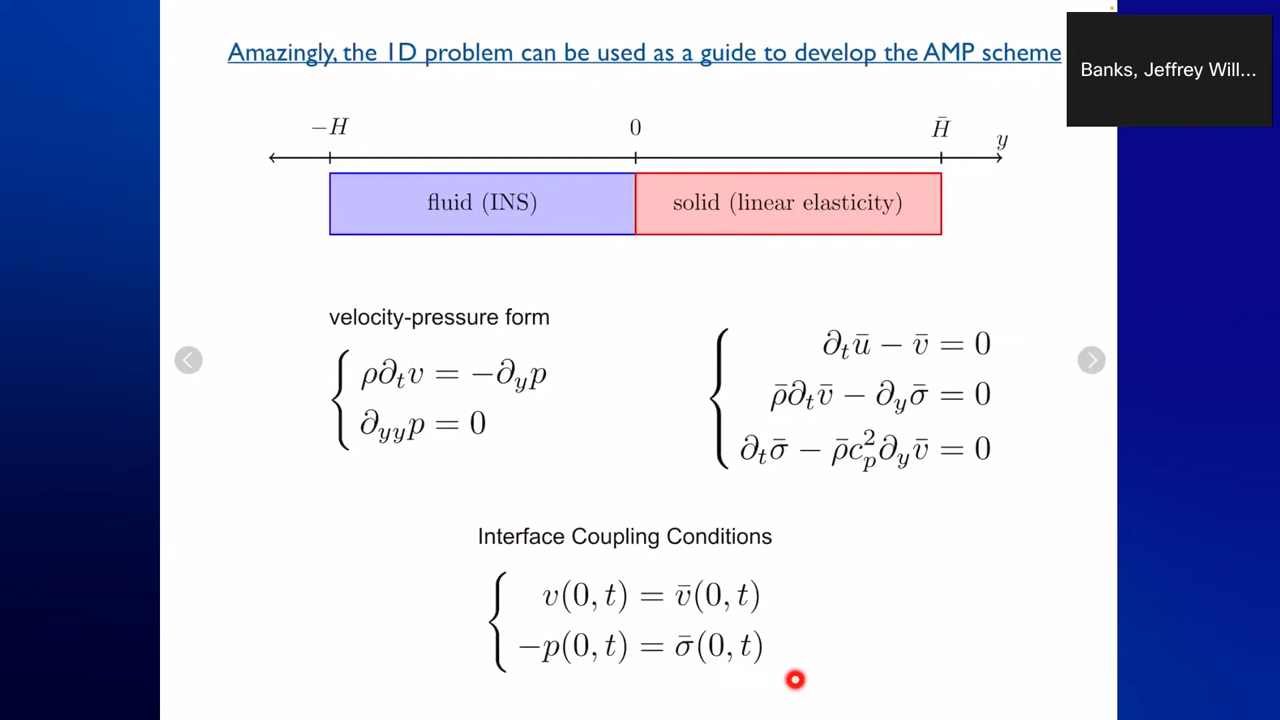 Amazingly, the 1D problem can be used as a guide to develop the AMP scheme
Banks, Jeffrey Will...
−H 0 H̄ y
fluid (INS) solid (linear elasticity)
velocity-pressure form
ρ∂ₜv = −∂ᵧp
∂ᵧᵧp = 0
∂ₜū − v̄ = 0
ρ̄∂ₜv̄ − ∂ᵧσ̄ = 0
∂ₜσ̄ − ρ̄cₚ²∂ᵧv̄ = 0
Interface Coupling Conditions
v(0, t) = v̄(0, t)
−p(0, t) = σ̄(0, t)